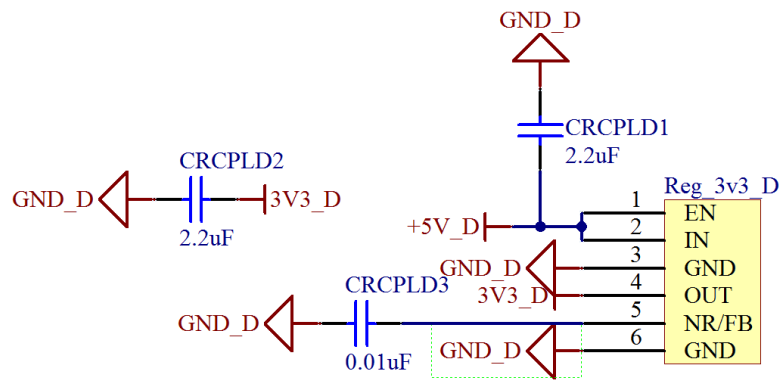 GND_D
CRCPLD1
2.2uF
CRCPLD2
GND_D
3V3_D
2.2uF
Reg_3v3_D
+5V_D
1 EN
2 IN
GND_D 3 GND
3V3_D 4 OUT
CRCPLD3
GND_D
0.01uF
5 NR/FB
GND_D 6 GND